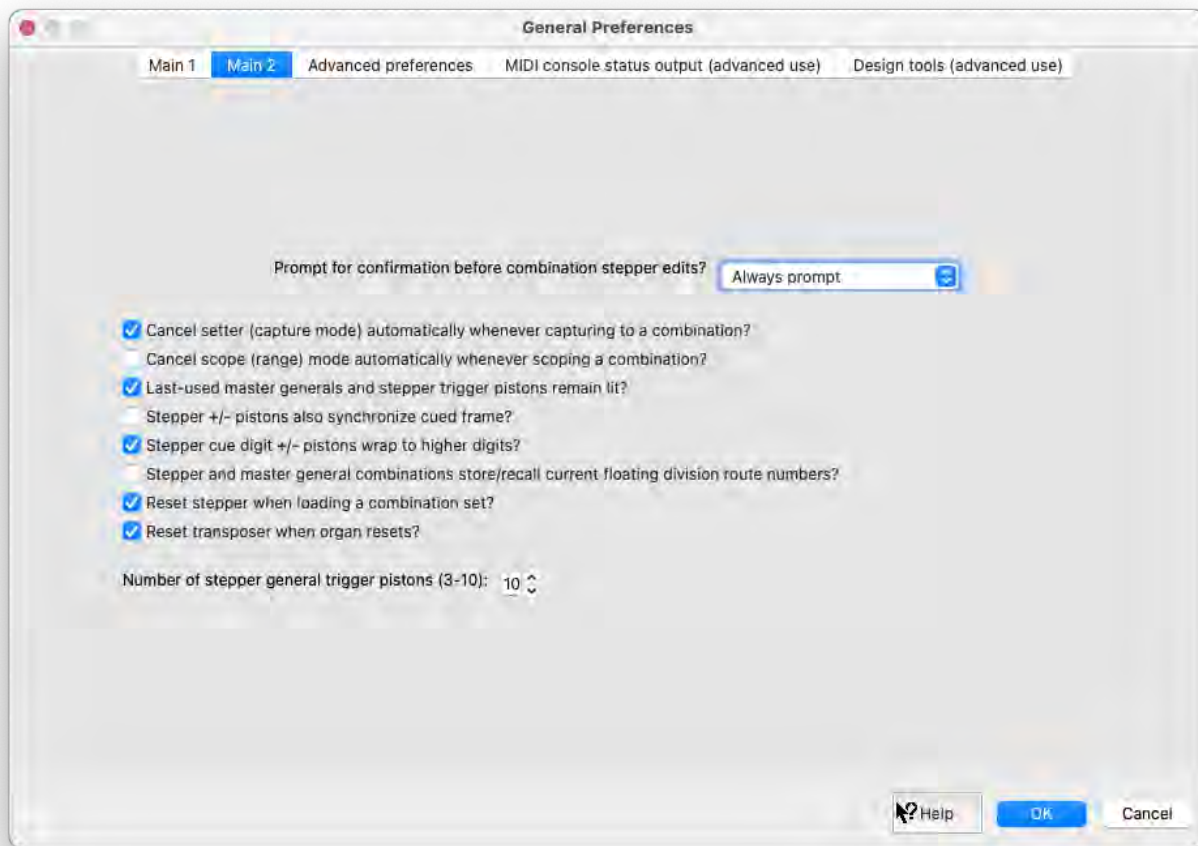 General Preferences
Main 1 Main 2 Advanced preferences MIDI console status output (advanced use) Design tools (advanced use)
Prompt for confirmation before combination stepper edits? Always prompt
Cancel setter (capture mode) automatically whenever capturing to a combination?
Cancel scope (range) mode automatically whenever scoping a combination?
Last-used master generals and stepper trigger pistons remain lit?
Stepper +/- pistons also synchronize cued frame?
Stepper cue digit +/- pistons wrap to higher digits?
Stepper and master general combinations store/recall current floating division route numbers?
Reset stepper when loading a combination set?
Reset transposer when organ resets?
Number of stepper general trigger pistons (3-10): 10
Help OK Cancel